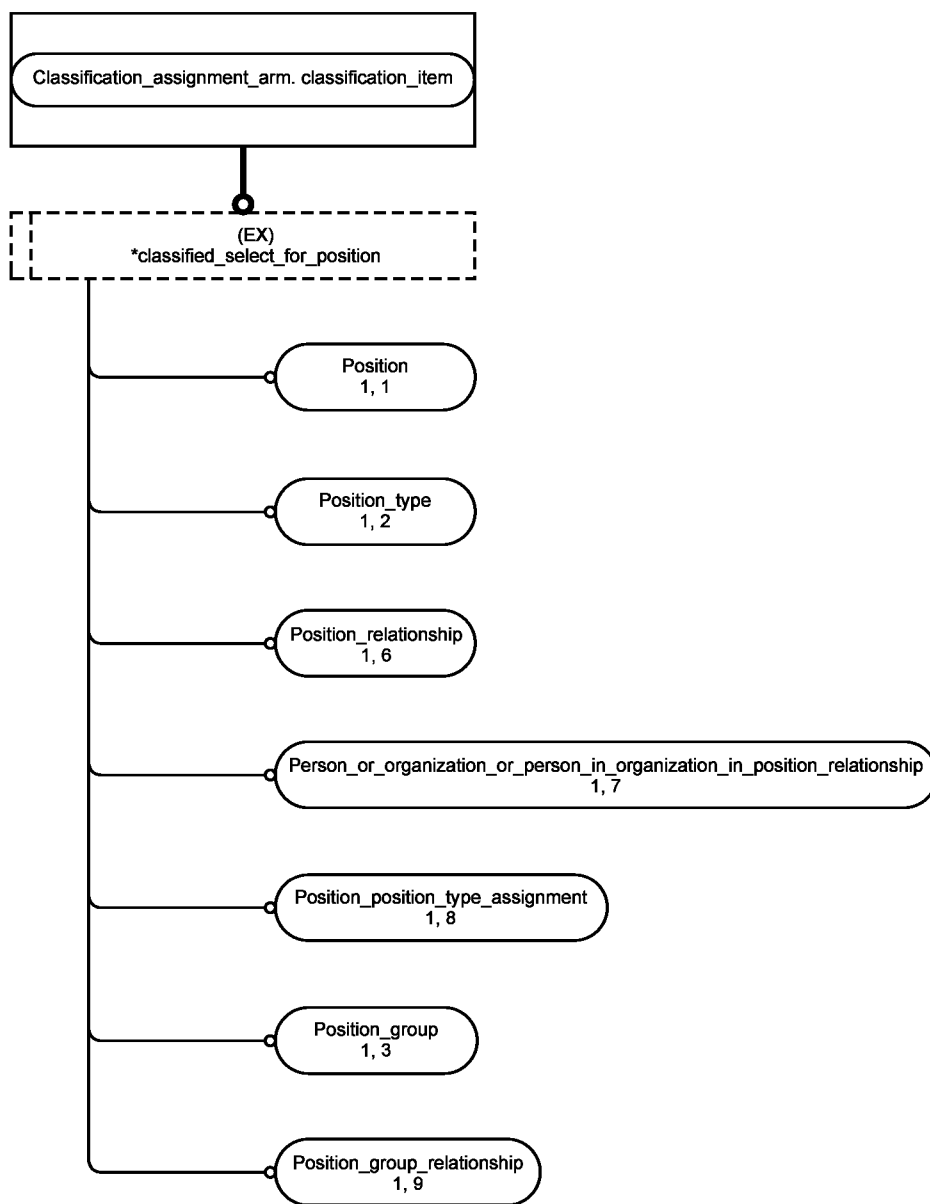 Classification_assignment_arm. classification_item
(EX)
*classified_select_for_position
Position
1, 1
Position_type
1, 2
Position_relationship
1, 6
Person_or_organization_or_person_in_organization_in_position_relationship
1, 7
Position_position_type_assignment
1, 8
Position_group
1, 3
Position_group_relationship
1, 9